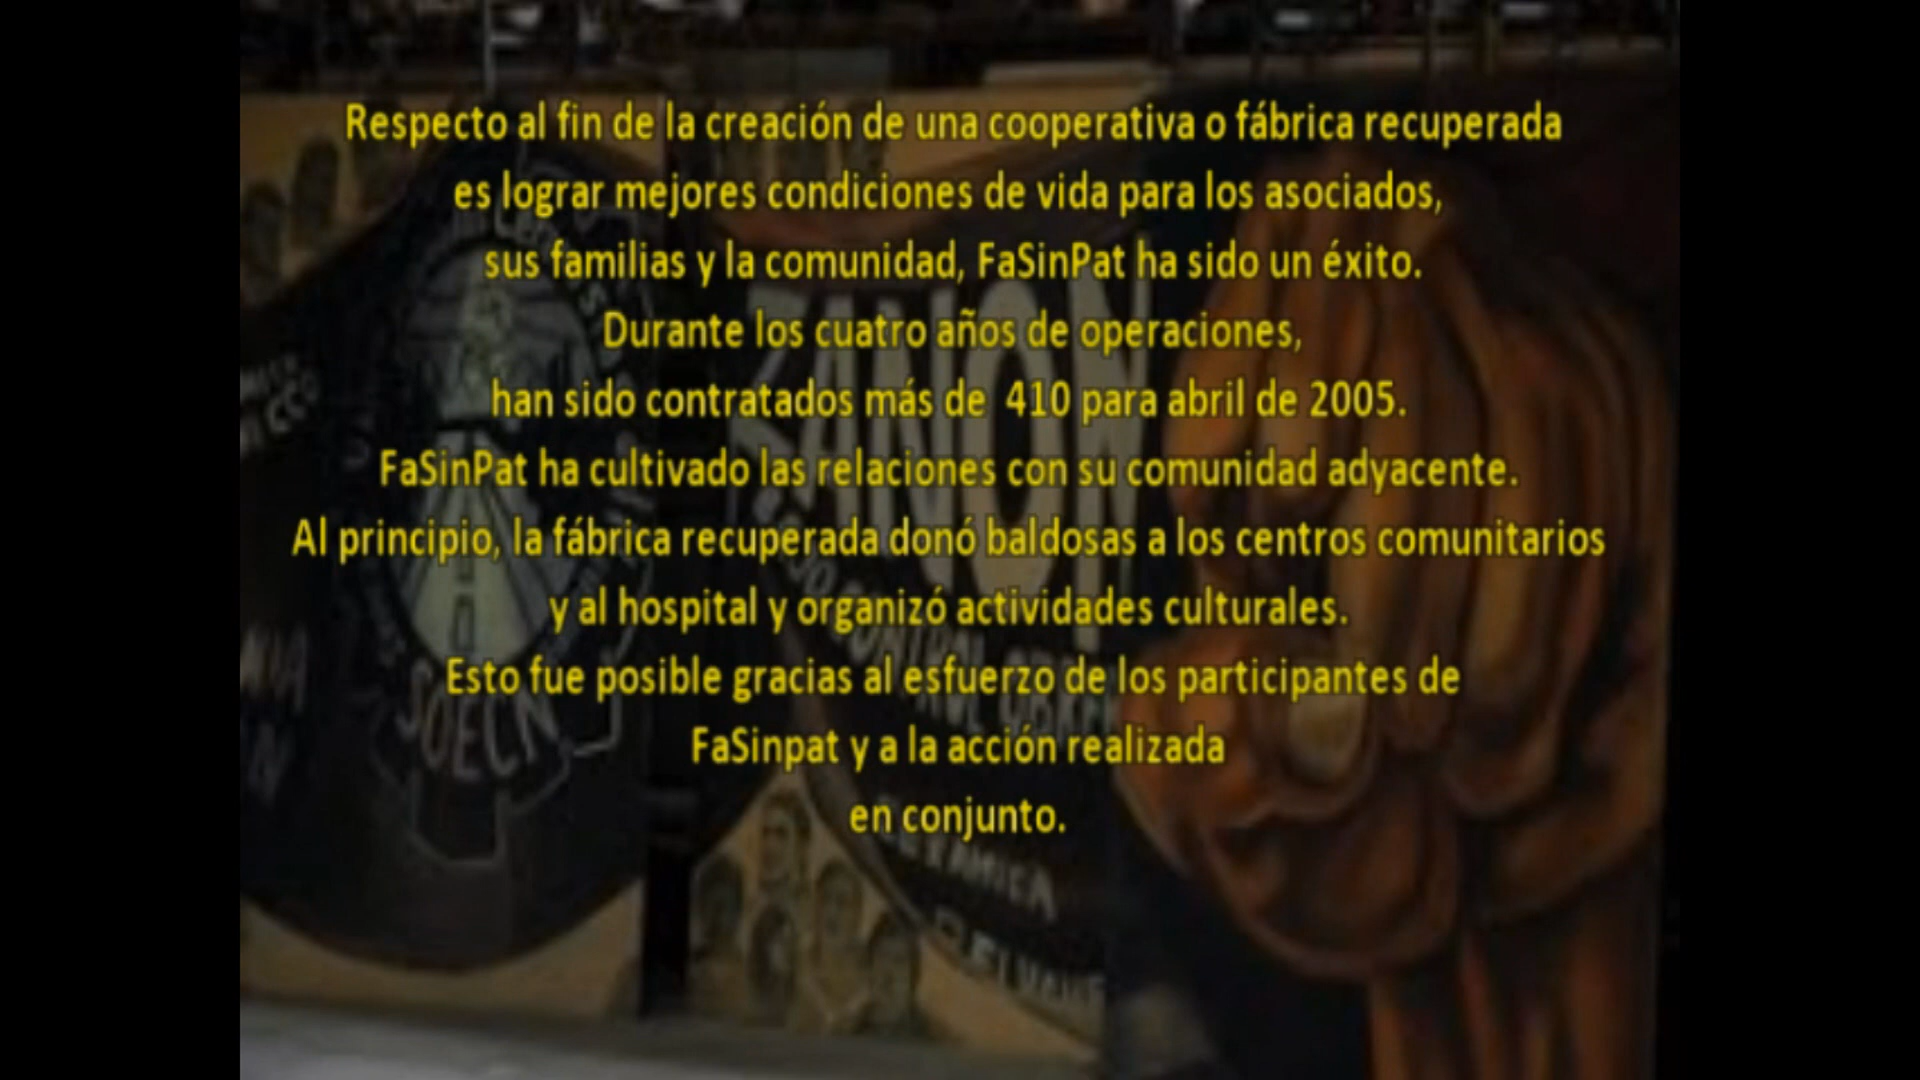 Respecto al fin de la creación de una cooperativa o fábrica recuperada
es lograr mejores condiciones de vida para los asociados,
sus familias y la comunidad, FaSinPat ha sido un éxito.
Durante los cuatro años de operaciones,
han sido contratados más de 410 para abril de 2005.
FaSinPat ha cultivado las relaciones con su comunidad adyacente.
Al principio, la fábrica recuperada donó baldosas a los centros comunitarios
y al hospital y organizó actividades culturales.
Esto fue posible gracias al esfuerzo de los participantes de
FaSinpat y a la acción realizada
en conjunto.
ZANON
CONTROL OBRERO
SOECN